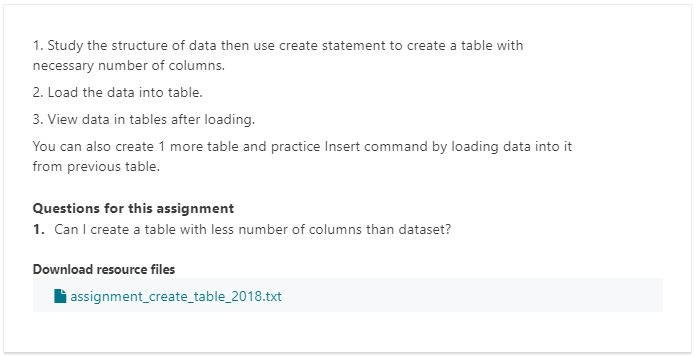 1. Study the structure of data then use create statement to create a table with
necessary number of columns.
2. Load the data into table.
3. View data in tables after loading.
You can also create 1 more table and practice Insert command by loading data into it
from previous table.
Questions for this assignment
1. Can I create a table with less number of columns than dataset?
Download resource files
assignment_create_table_2018.txt